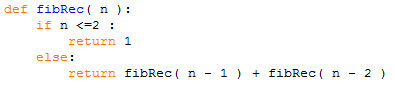 def fibRec( n ):
    if n <=2 :
        return 1
    else:
        return fibRec( n - 1 ) + fibRec( n - 2 )